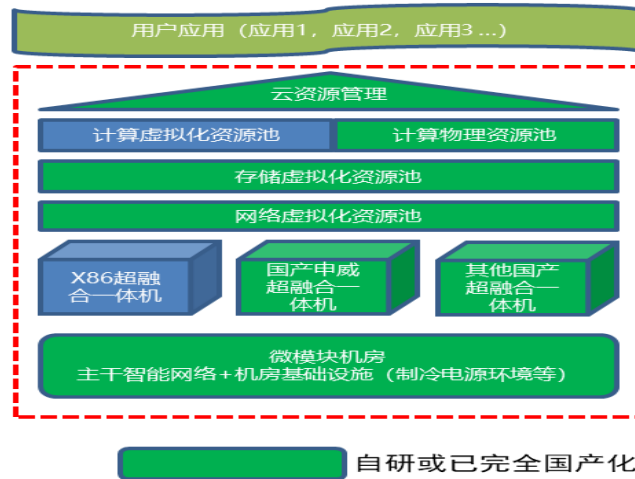 用户应用（应用1，应用2，应用3 ...）
云资源管理
计算虚拟化资源池
计算物理资源池
存储虚拟化资源池
网络虚拟化资源池
X86超融
合一体机
国产申威
超融合一
体机
其他国产
超融合一
体机
微模块机房
主干智能网络+机房基础设施（制冷电源环境等）
自研或已完全国产化